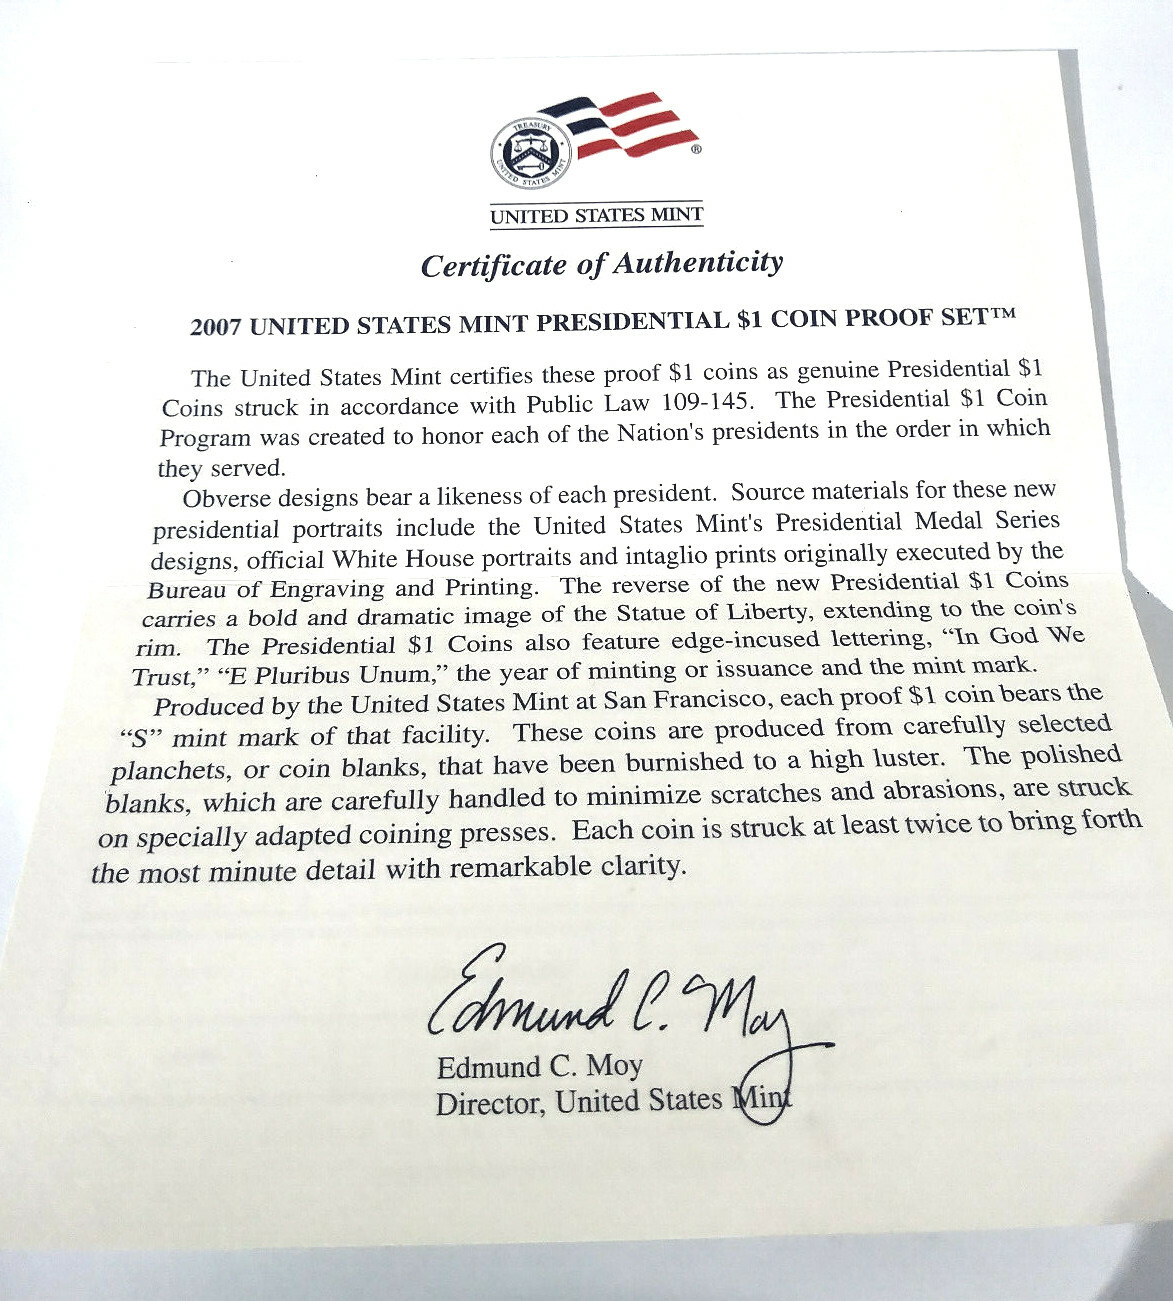 TREASURY
UNITED STATES MINT
®
UNITED STATES MINT
Certificate of Authenticity
2007 UNITED STATES MINT PRESIDENTIAL $1 COIN PROOF SET™
The United States Mint certifies these proof $1 coins as genuine Presidential $1
Coins struck in accordance with Public Law 109-145. The Presidential $1 Coin
Program was created to honor each of the Nation's presidents in the order in which
they served.
Obverse designs bear a likeness of each president. Source materials for these new
presidential portraits include the United States Mint's Presidential Medal Series
designs, official White House portraits and intaglio prints originally executed by the
Bureau of Engraving and Printing. The reverse of the new Presidential $1 Coins
carries a bold and dramatic image of the Statue of Liberty, extending to the coin's
rim. The Presidential $1 Coins also feature edge-incused lettering, “In God We
Trust,” “E Pluribus Unum,” the year of minting or issuance and the mint mark.
Produced by the United States Mint at San Francisco, each proof $1 coin bears the
“S” mint mark of that facility. These coins are produced from carefully selected
planchets, or coin blanks, that have been burnished to a high luster. The polished
blanks, which are carefully handled to minimize scratches and abrasions, are struck
on specially adapted coining presses. Each coin is struck at least twice to bring forth
the most minute detail with remarkable clarity.
Edmund C. Moy
Edmund C. Moy
Director, United States Mint